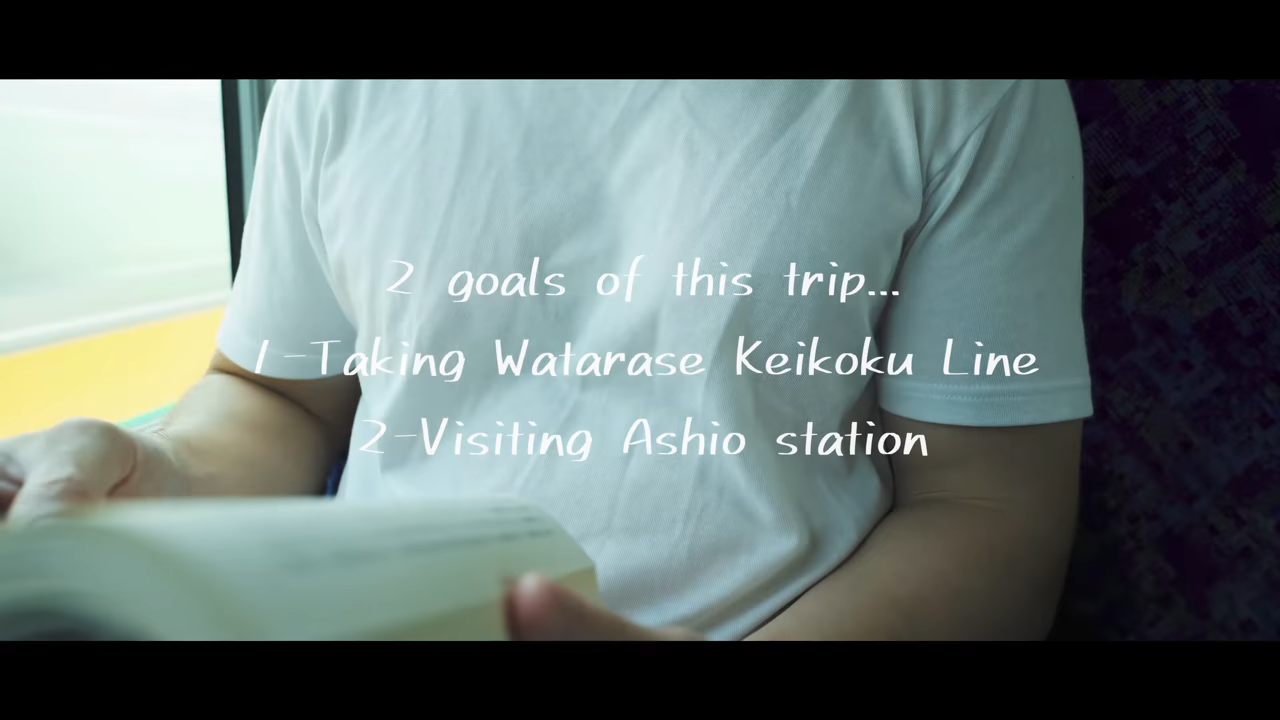 2 goals of this trip...
1-Taking Watarase Keikoku Line
2-Visiting Ashio station